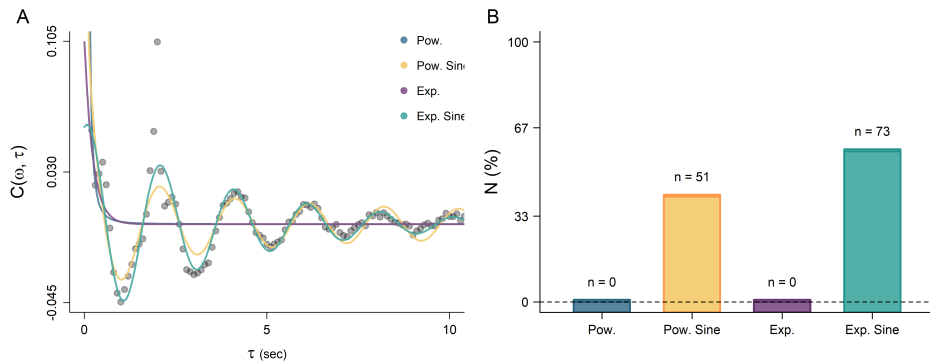 A
C(ω, τ)
0.105
0.030
-0.045
0
5
10
τ (sec)
Pow.
Pow. Sine
Exp.
Exp. Sine
B
N (%)
100
67
33
0
n = 0
n = 51
n = 0
n = 73
Pow.
Pow. Sine
Exp.
Exp. Sine